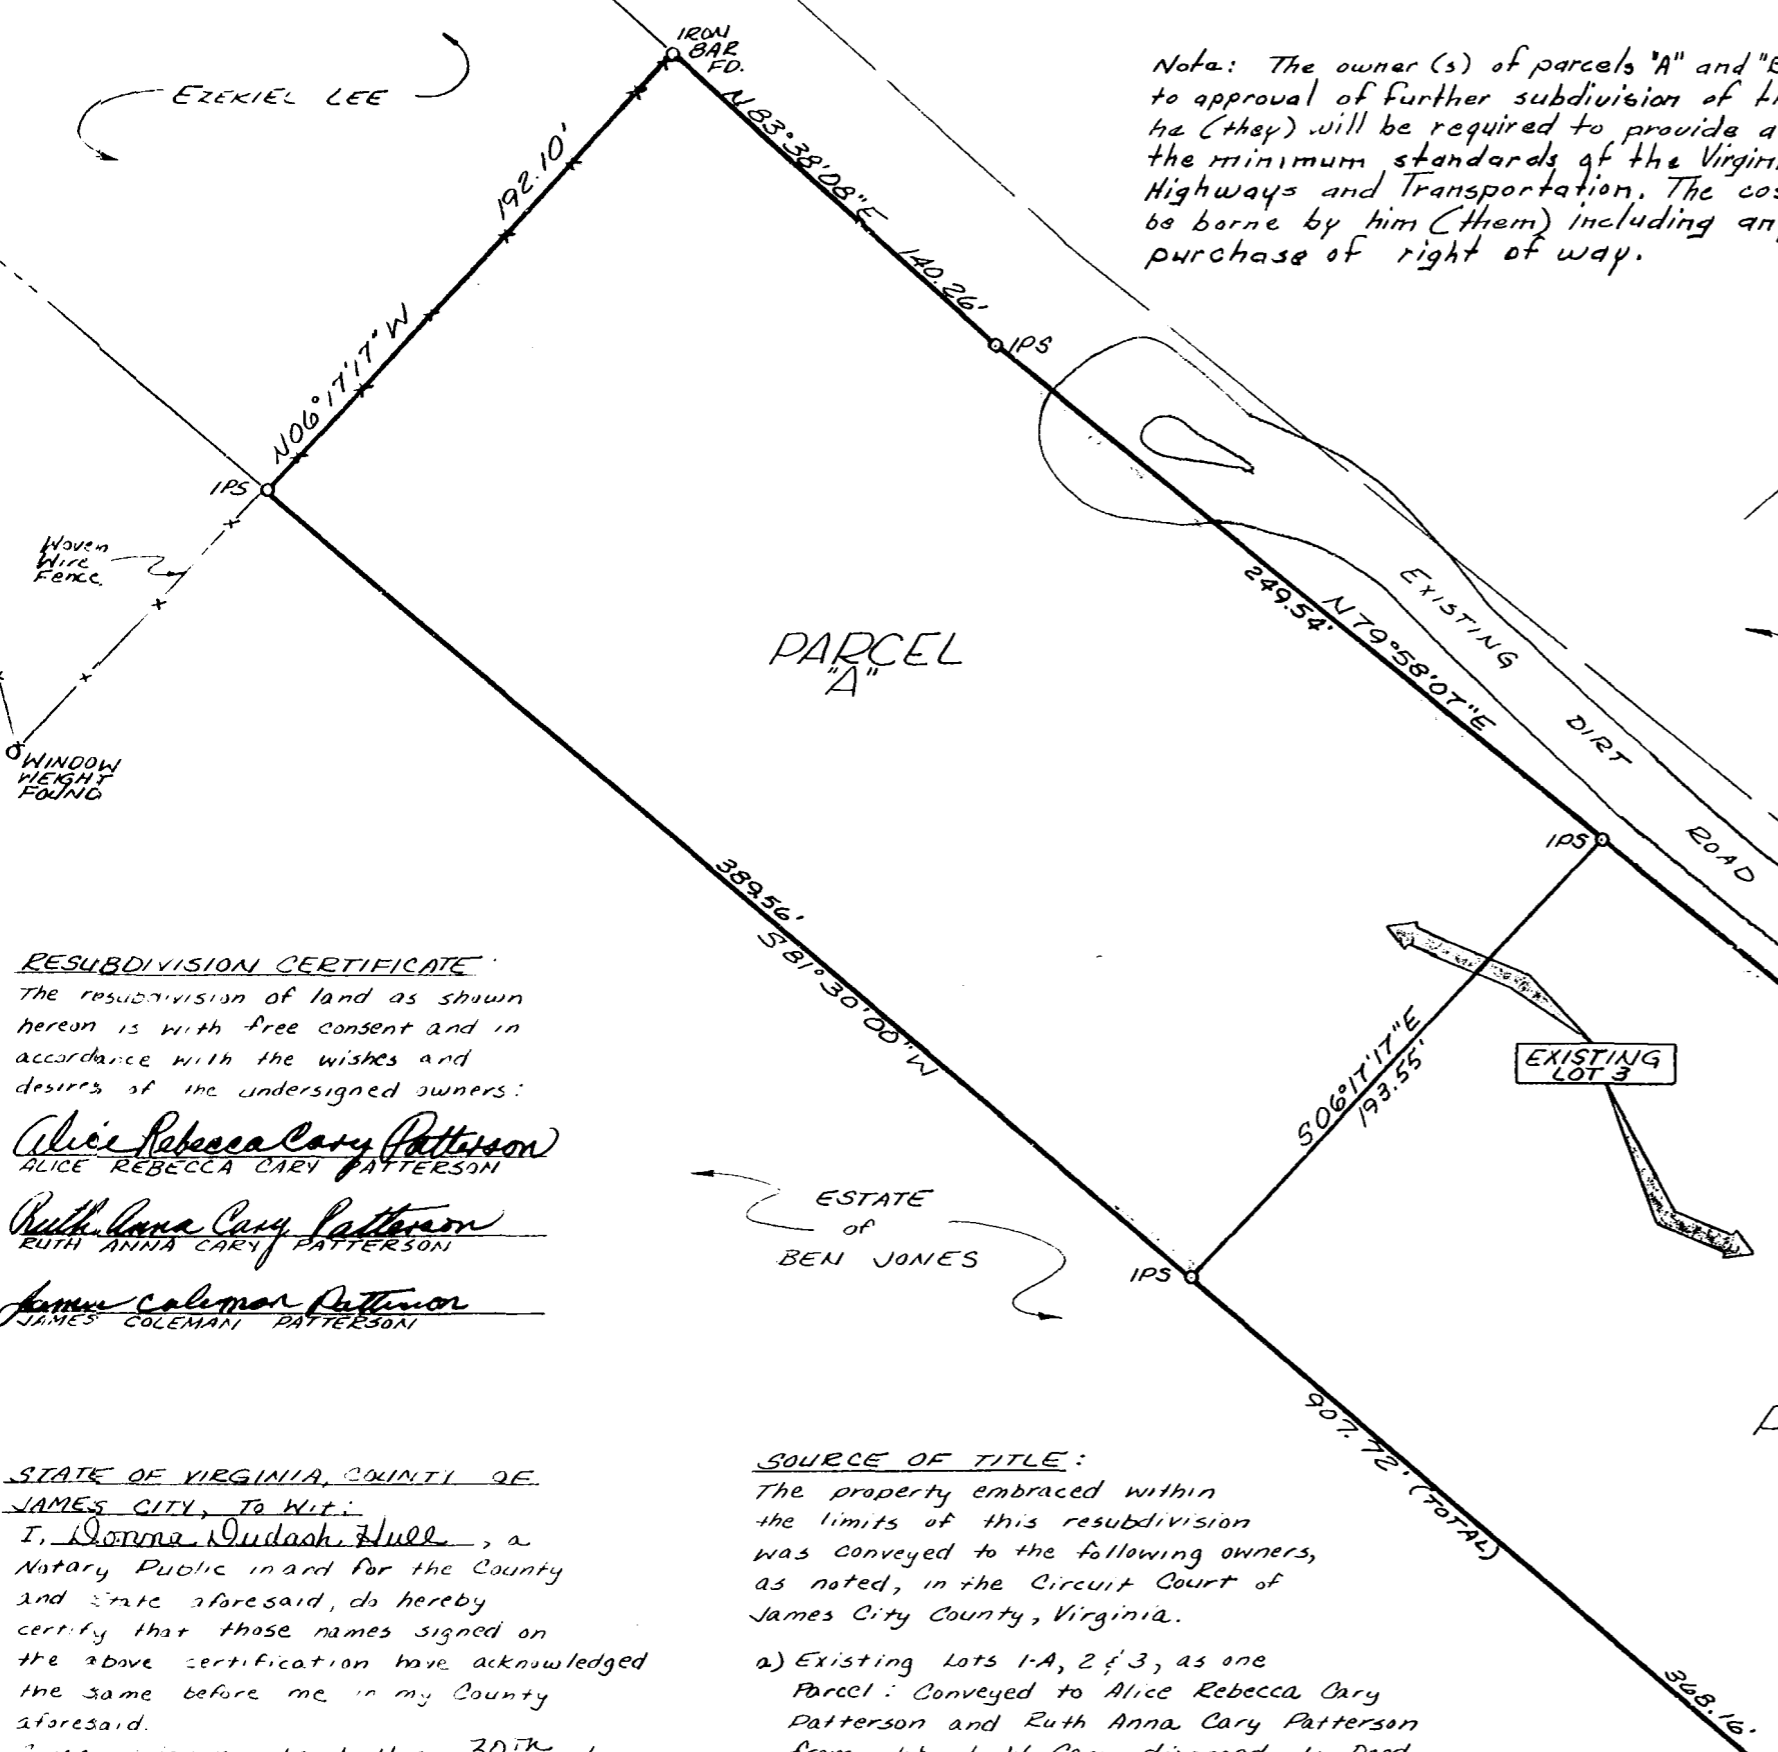 IRON
BAR
FD.
EZEKIEL LEE
192.10'
N06°17'17"W
N83°38'08"E
140.26'
IPS
Note: The owner (s) of parcels "A" and
to approval of further subdivision of
he (they) will be required to provide a
the minimum standards of the
Highways and Transportation. The
be borne by him (them) including
purchase of right of way.
IPS
Woven
Wire
Fence
WINDOW
WEIGHT
FOUND
PARCEL
"A"
249.54'
N79°58'07"E
EXISTING
DIRT
ROAD
IPS
389.56'
S81°30'00"W
S06°17'17"E
193.55'
EXISTING
LOT 3
IPS
907.72' (TOTAL)
368.16'
ESTATE
of
BEN JONES
RESUBDIVISION CERTIFICATE
The resubdivision of land as shown
hereon is with free consent and in
accordance with the wishes and
desires of the undersigned owners:
Alice Rebecca Cary Patterson
ALICE REBECCA CARY PATTERSON
Ruth Anna Cary Patterson
RUTH ANNA CARY PATTERSON
James Coleman Patterson
JAMES COLEMAN PATTERSON
STATE OF VIRGINIA, COUNTY OF
JAMES CITY, To Wit:
I, Donna Dudash Hull, a
Notary Public in and for the County
and State aforesaid, do hereby
certify that those names signed on
the above certification have acknowledged
the same before me in my County
aforesaid.
30TH
SOURCE OF TITLE:
The property embraced within
the limits of this resubdivision
was conveyed to the following owners,
as noted, in the Circuit Court of
James City County, Virginia.
a) Existing Lots 1-A, 2 & 3, as one
Parcel: Conveyed to Alice Rebecca Cary
Patterson and Ruth Anna Cary Patterson